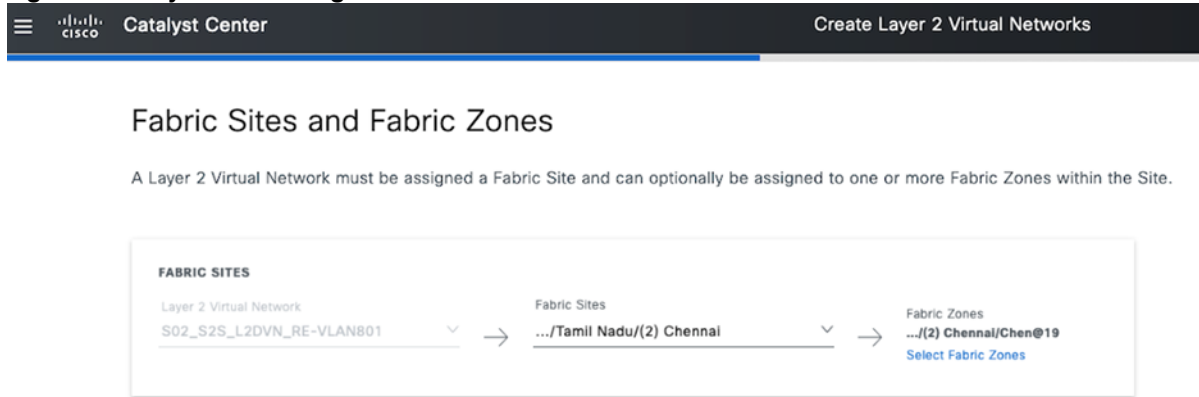 cisco Catalyst Center Create Layer 2 Virtual Networks
Fabric Sites and Fabric Zones
A Layer 2 Virtual Network must be assigned a Fabric Site and can optionally be assigned to one or more Fabric Zones within the Site.
FABRIC SITES
Layer 2 Virtual Network
S02_S2S_L2DVN_RE-VLAN801
Fabric Sites
.../Tamil Nadu/(2) Chennai
Fabric Zones
.../(2) Chennai/Chen@19
Select Fabric Zones